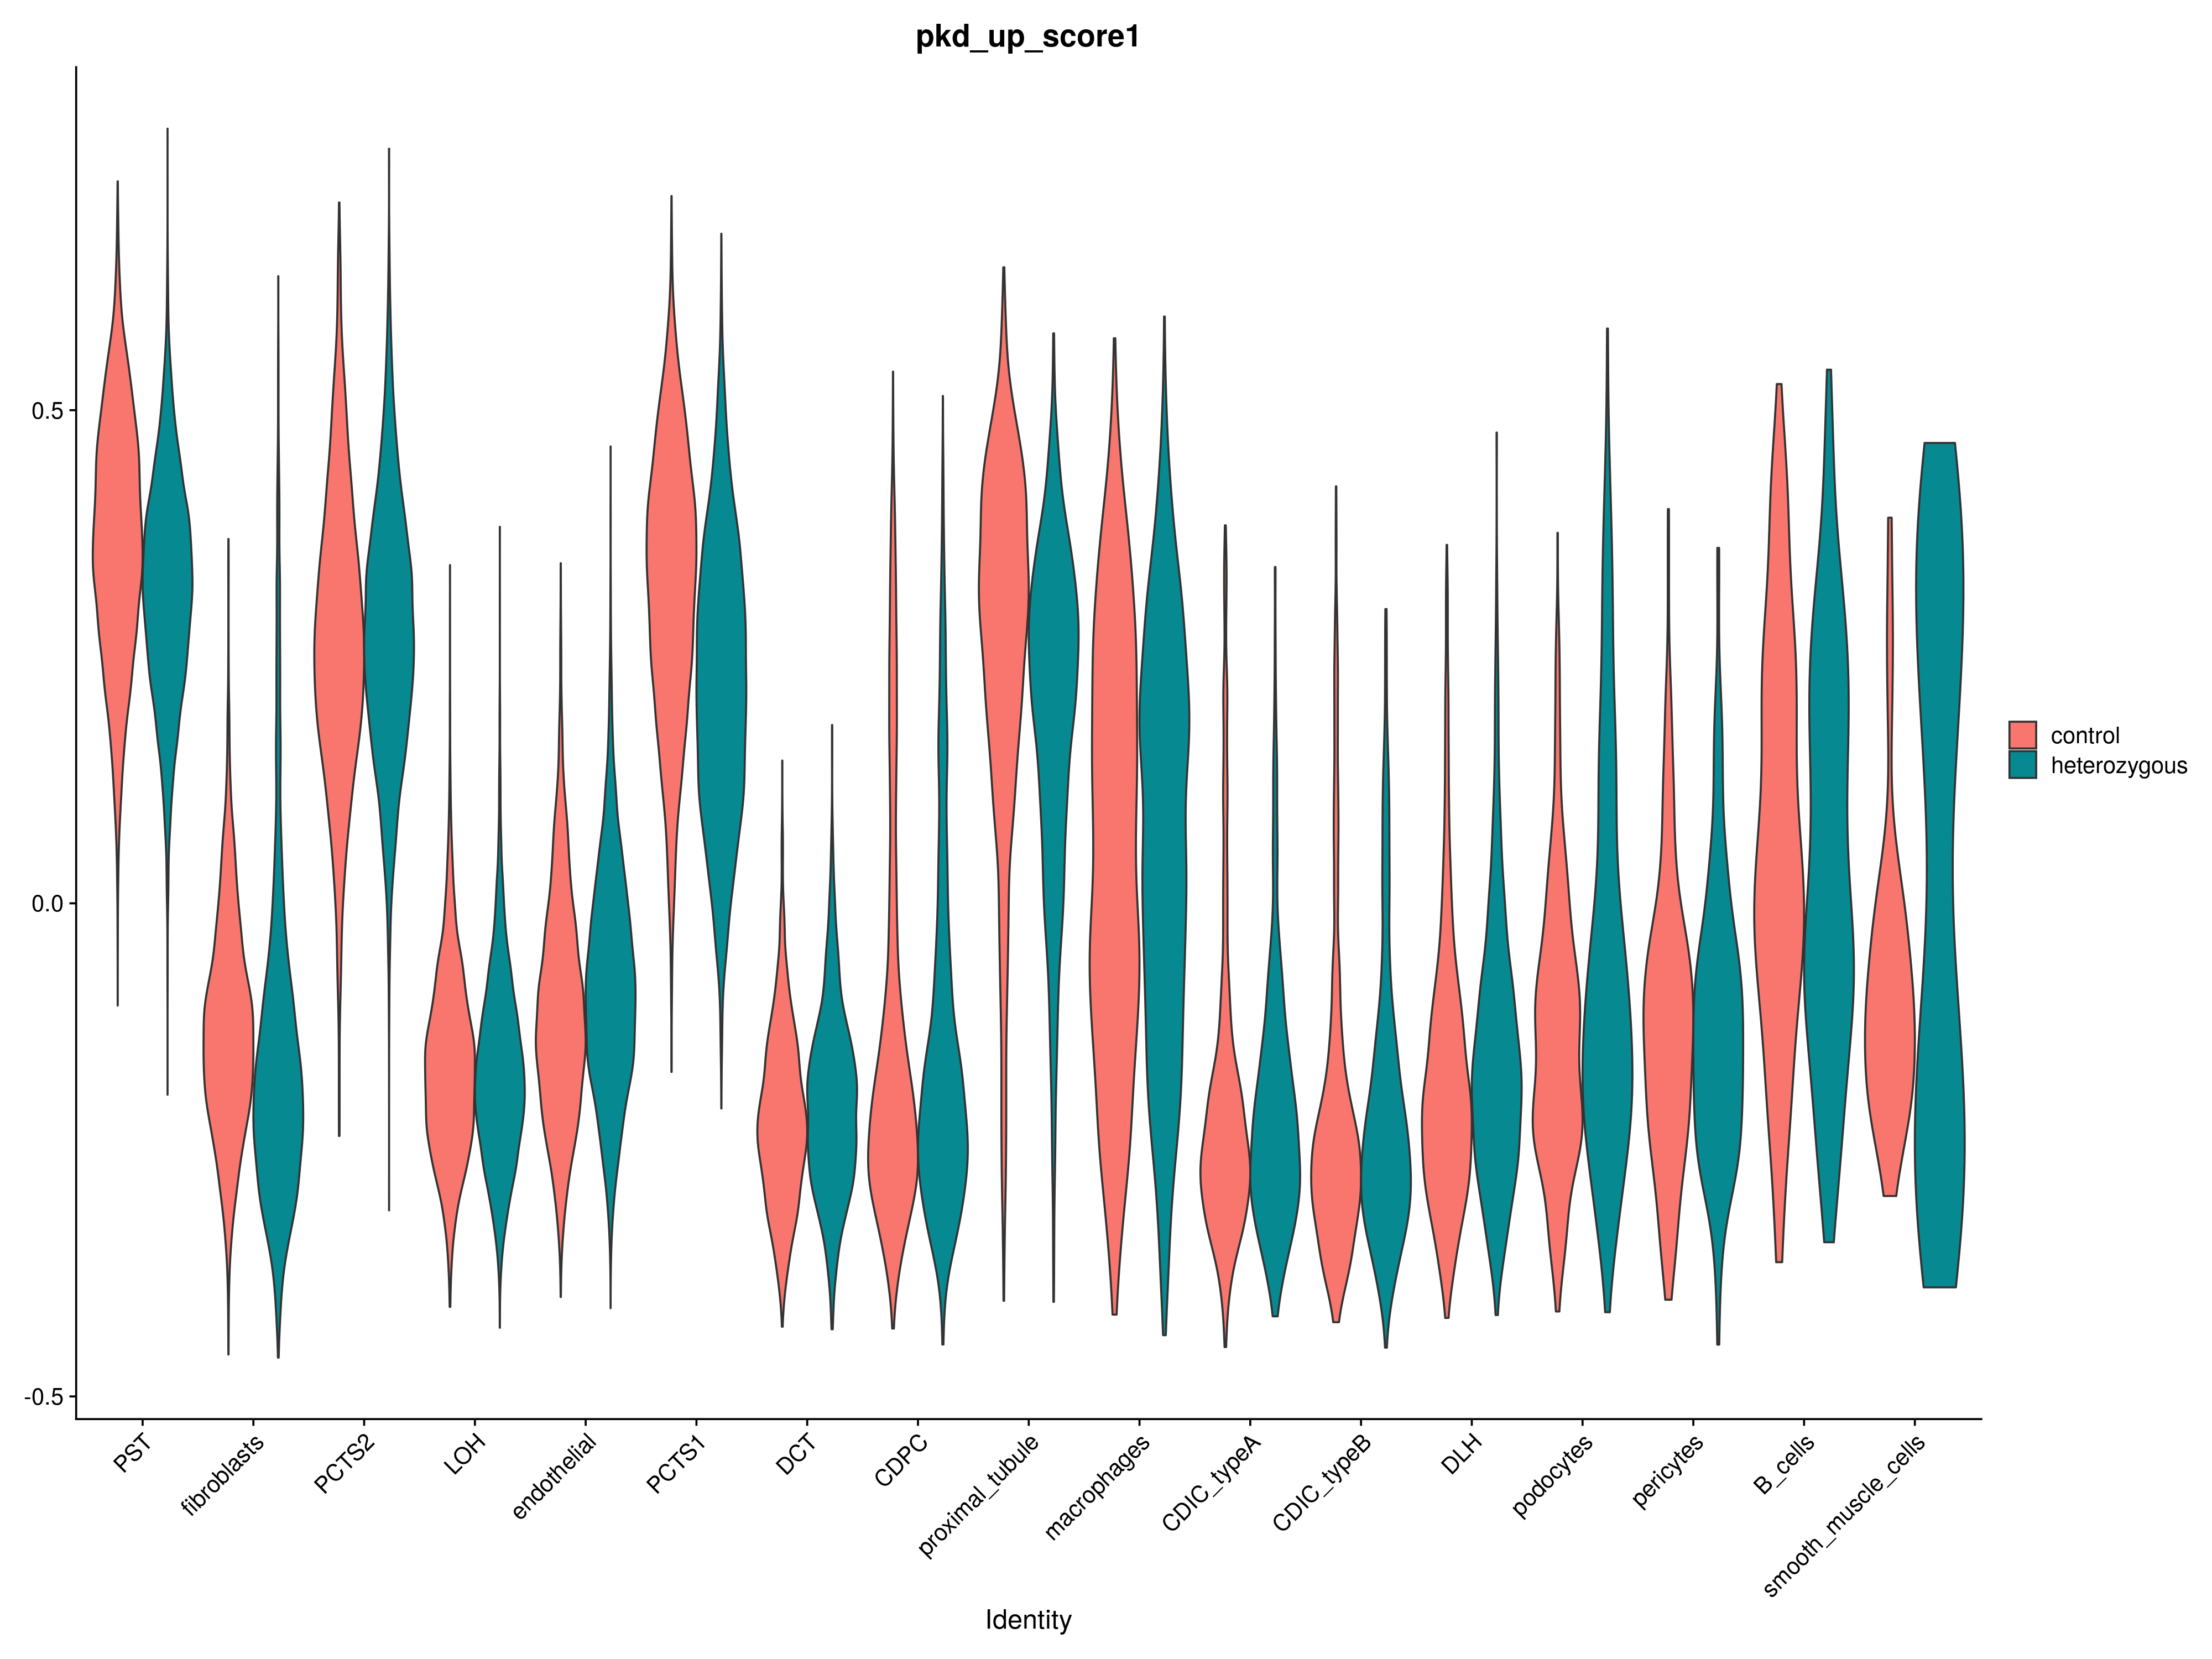 pkd_up_score1
0.5
0.0
-0.5
control
heterozygous
PST
fibroblasts
PCTS2
LOH
endothelial
PCTS1
DCT
CDPC
proximal_tubule
macrophages
CDIC_typeA
CDIC_typeB
DLH
podocytes
pericytes
B_cells
smooth_muscle_cells
Identity